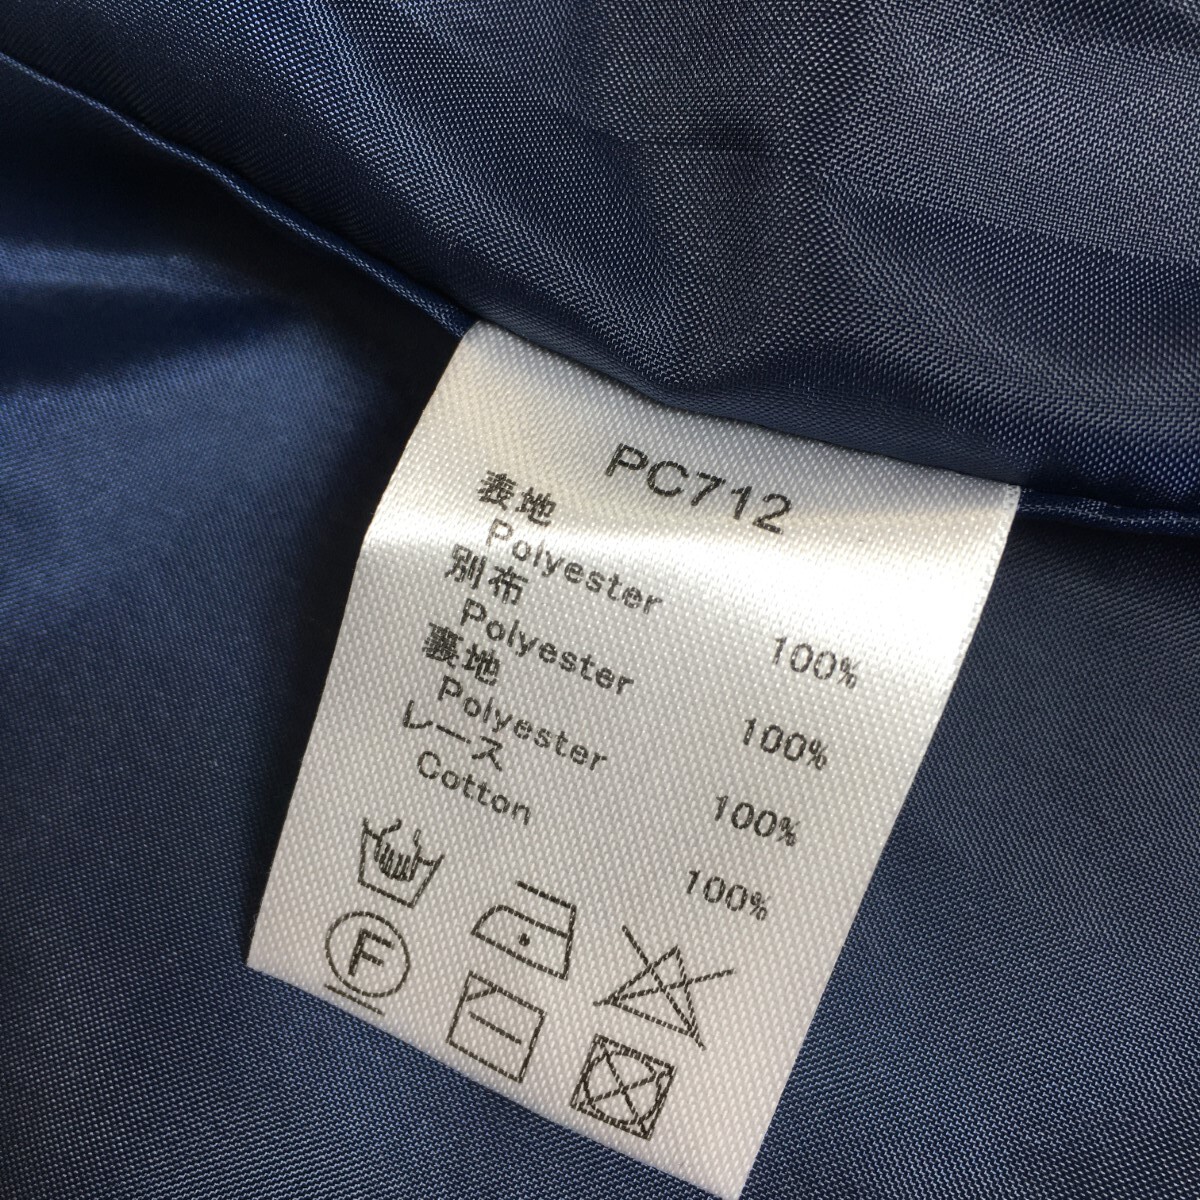 PC712
表地
Polyester 100%
別布
Polyester 100%
裏地
Polyester 100%
レース
Cotton 100%
F